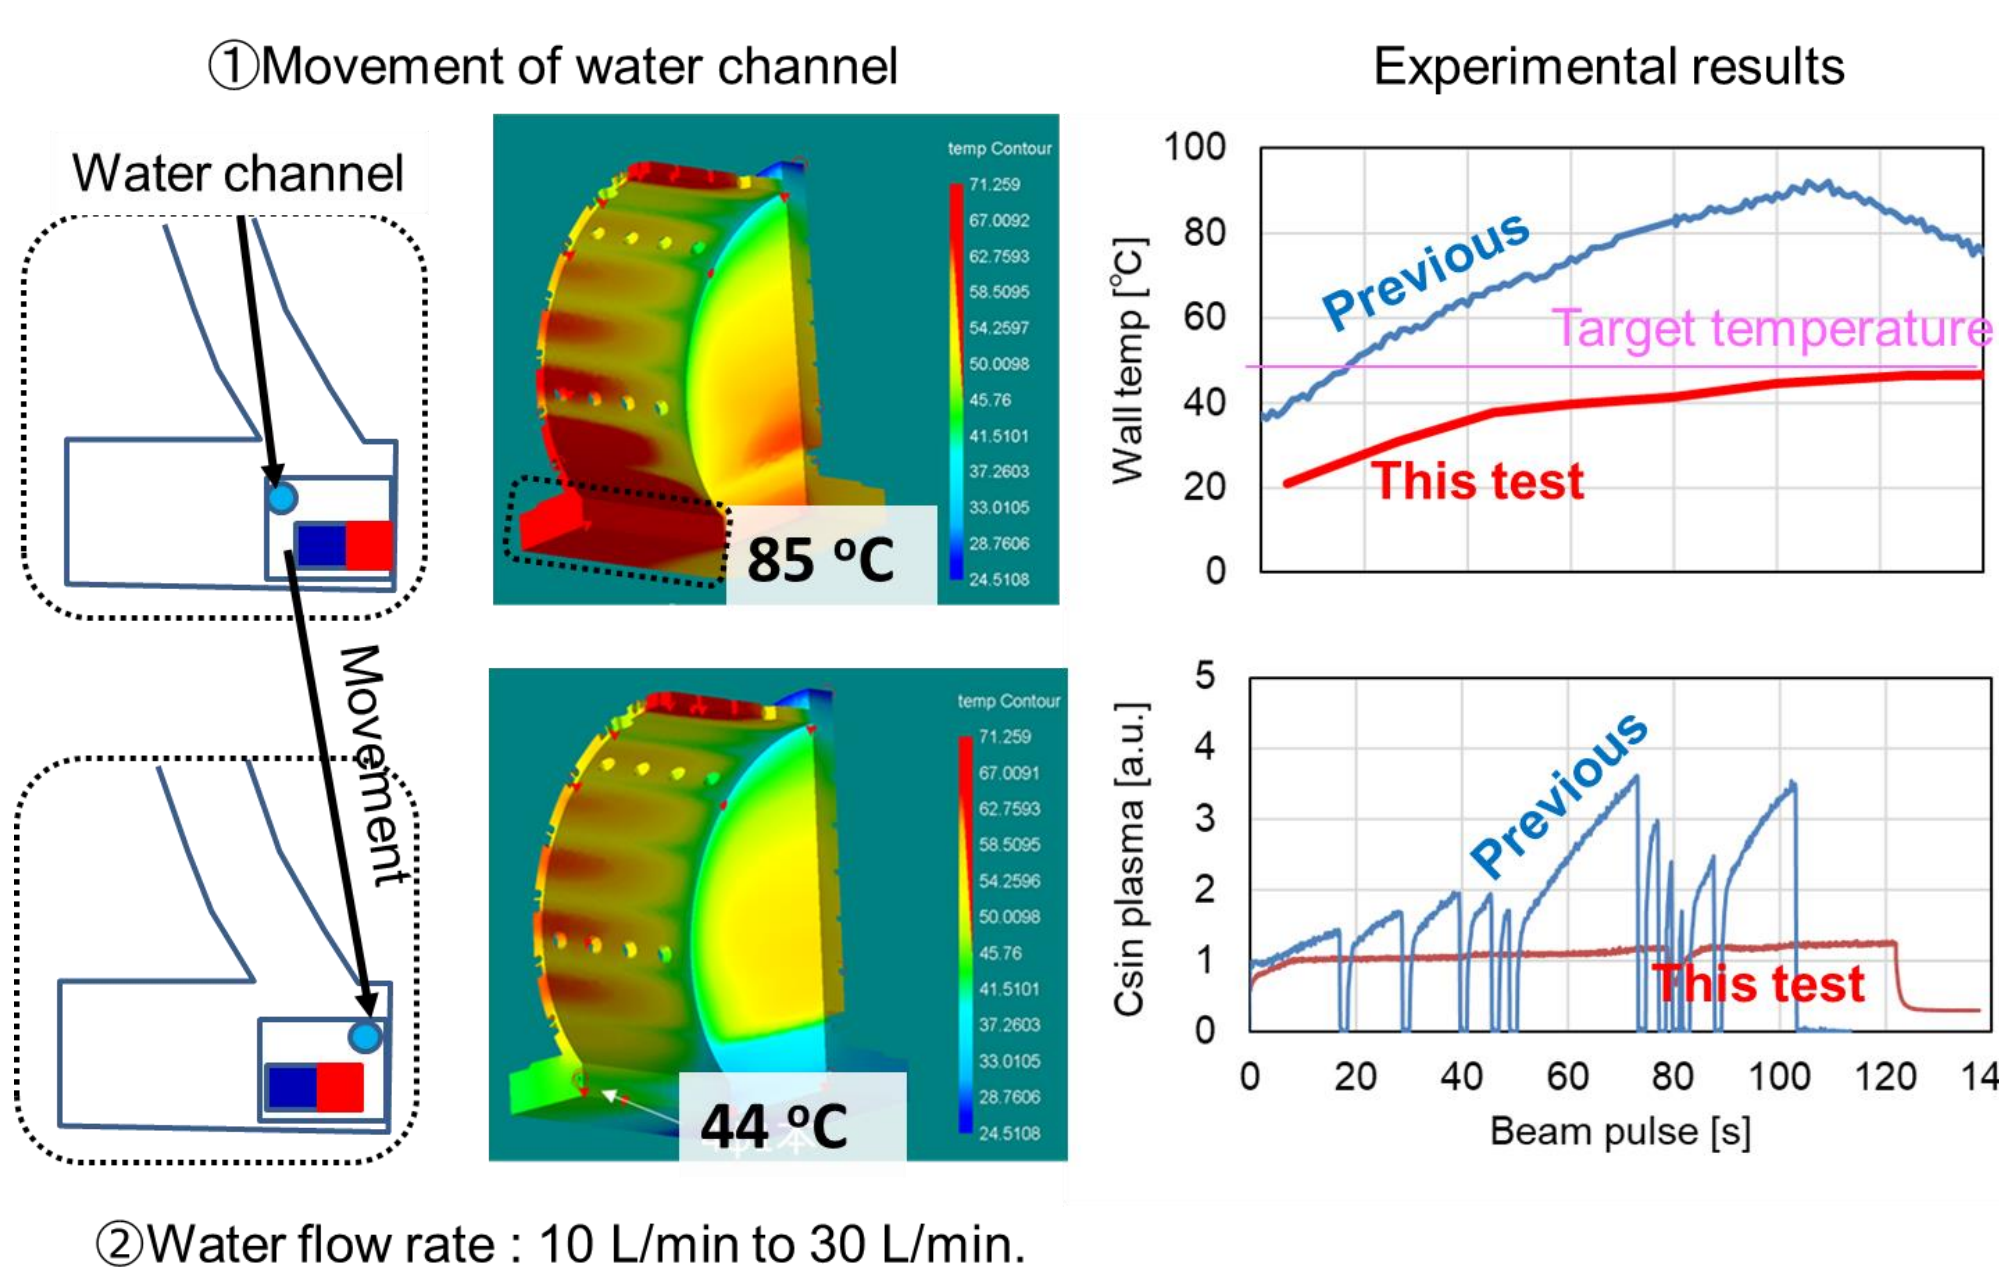 ①Movement of water channel
Experimental results
Water channel
temp Contour
71.259
67.0092
62.7593
58.5095
54.2597
50.0098
45.76
41.5101
37.2603
33.0105
28.7606
24.5108
85 ºC
Wall temp [℃]
100
80
60
40
20
0
Previous
Target temperature
This test
Movement
temp Contour
71.259
67.0091
62.7593
58.5095
54.2596
50.0098
45.76
41.5101
37.2603
33.0105
28.7606
24.5108
44 ºC
本
Csin plasma [a.u.]
5
4
3
2
1
0
Previous
This test
0
20
40
60
80
100
120
14
Beam pulse [s]
②Water flow rate : 10 L/min to 30 L/min.